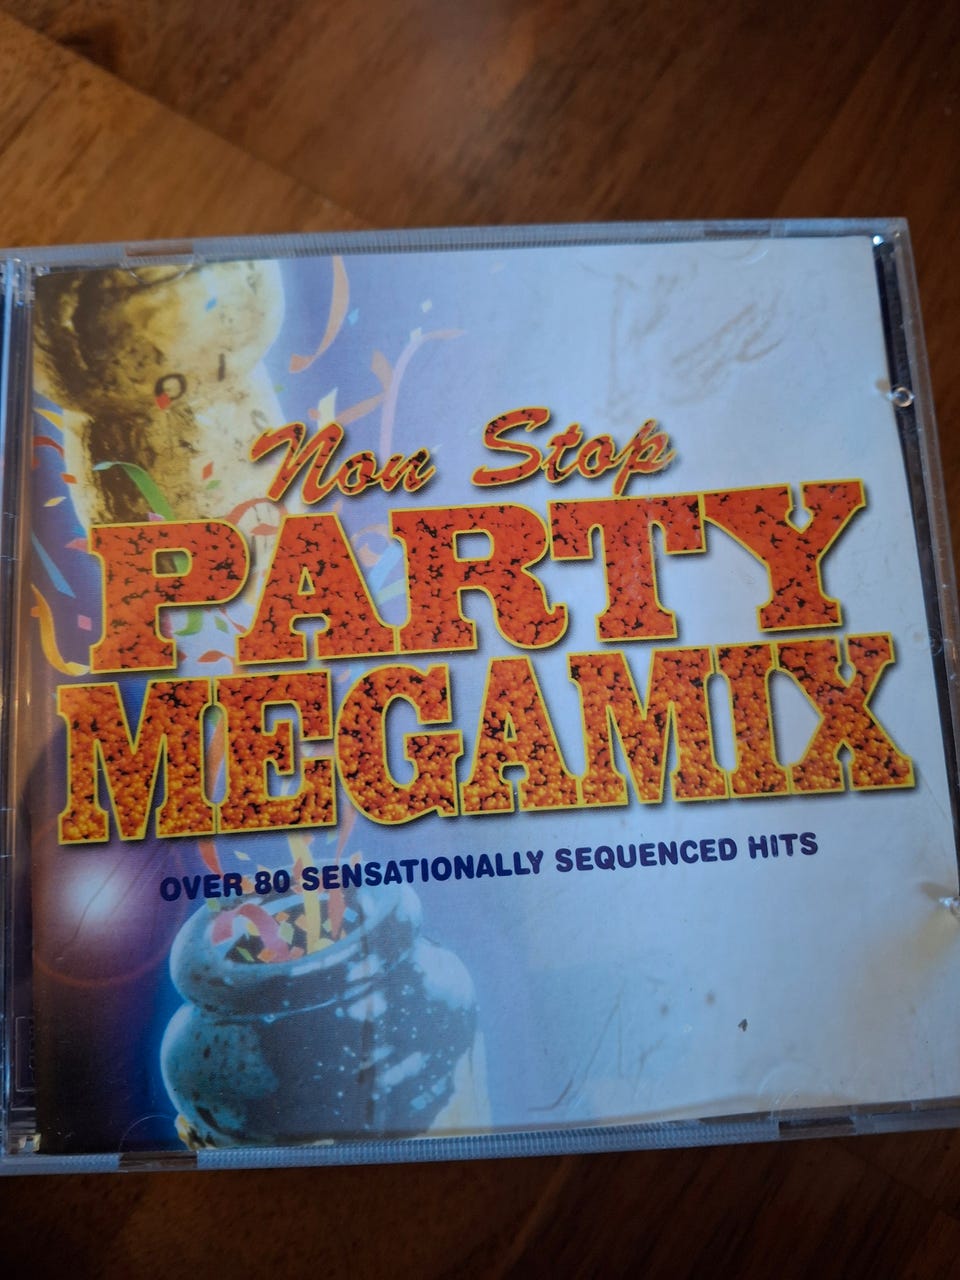 Non Stop
PARTY
MEGAMIX
OVER 80 SENSATIONALLY SEQUENCED HITS